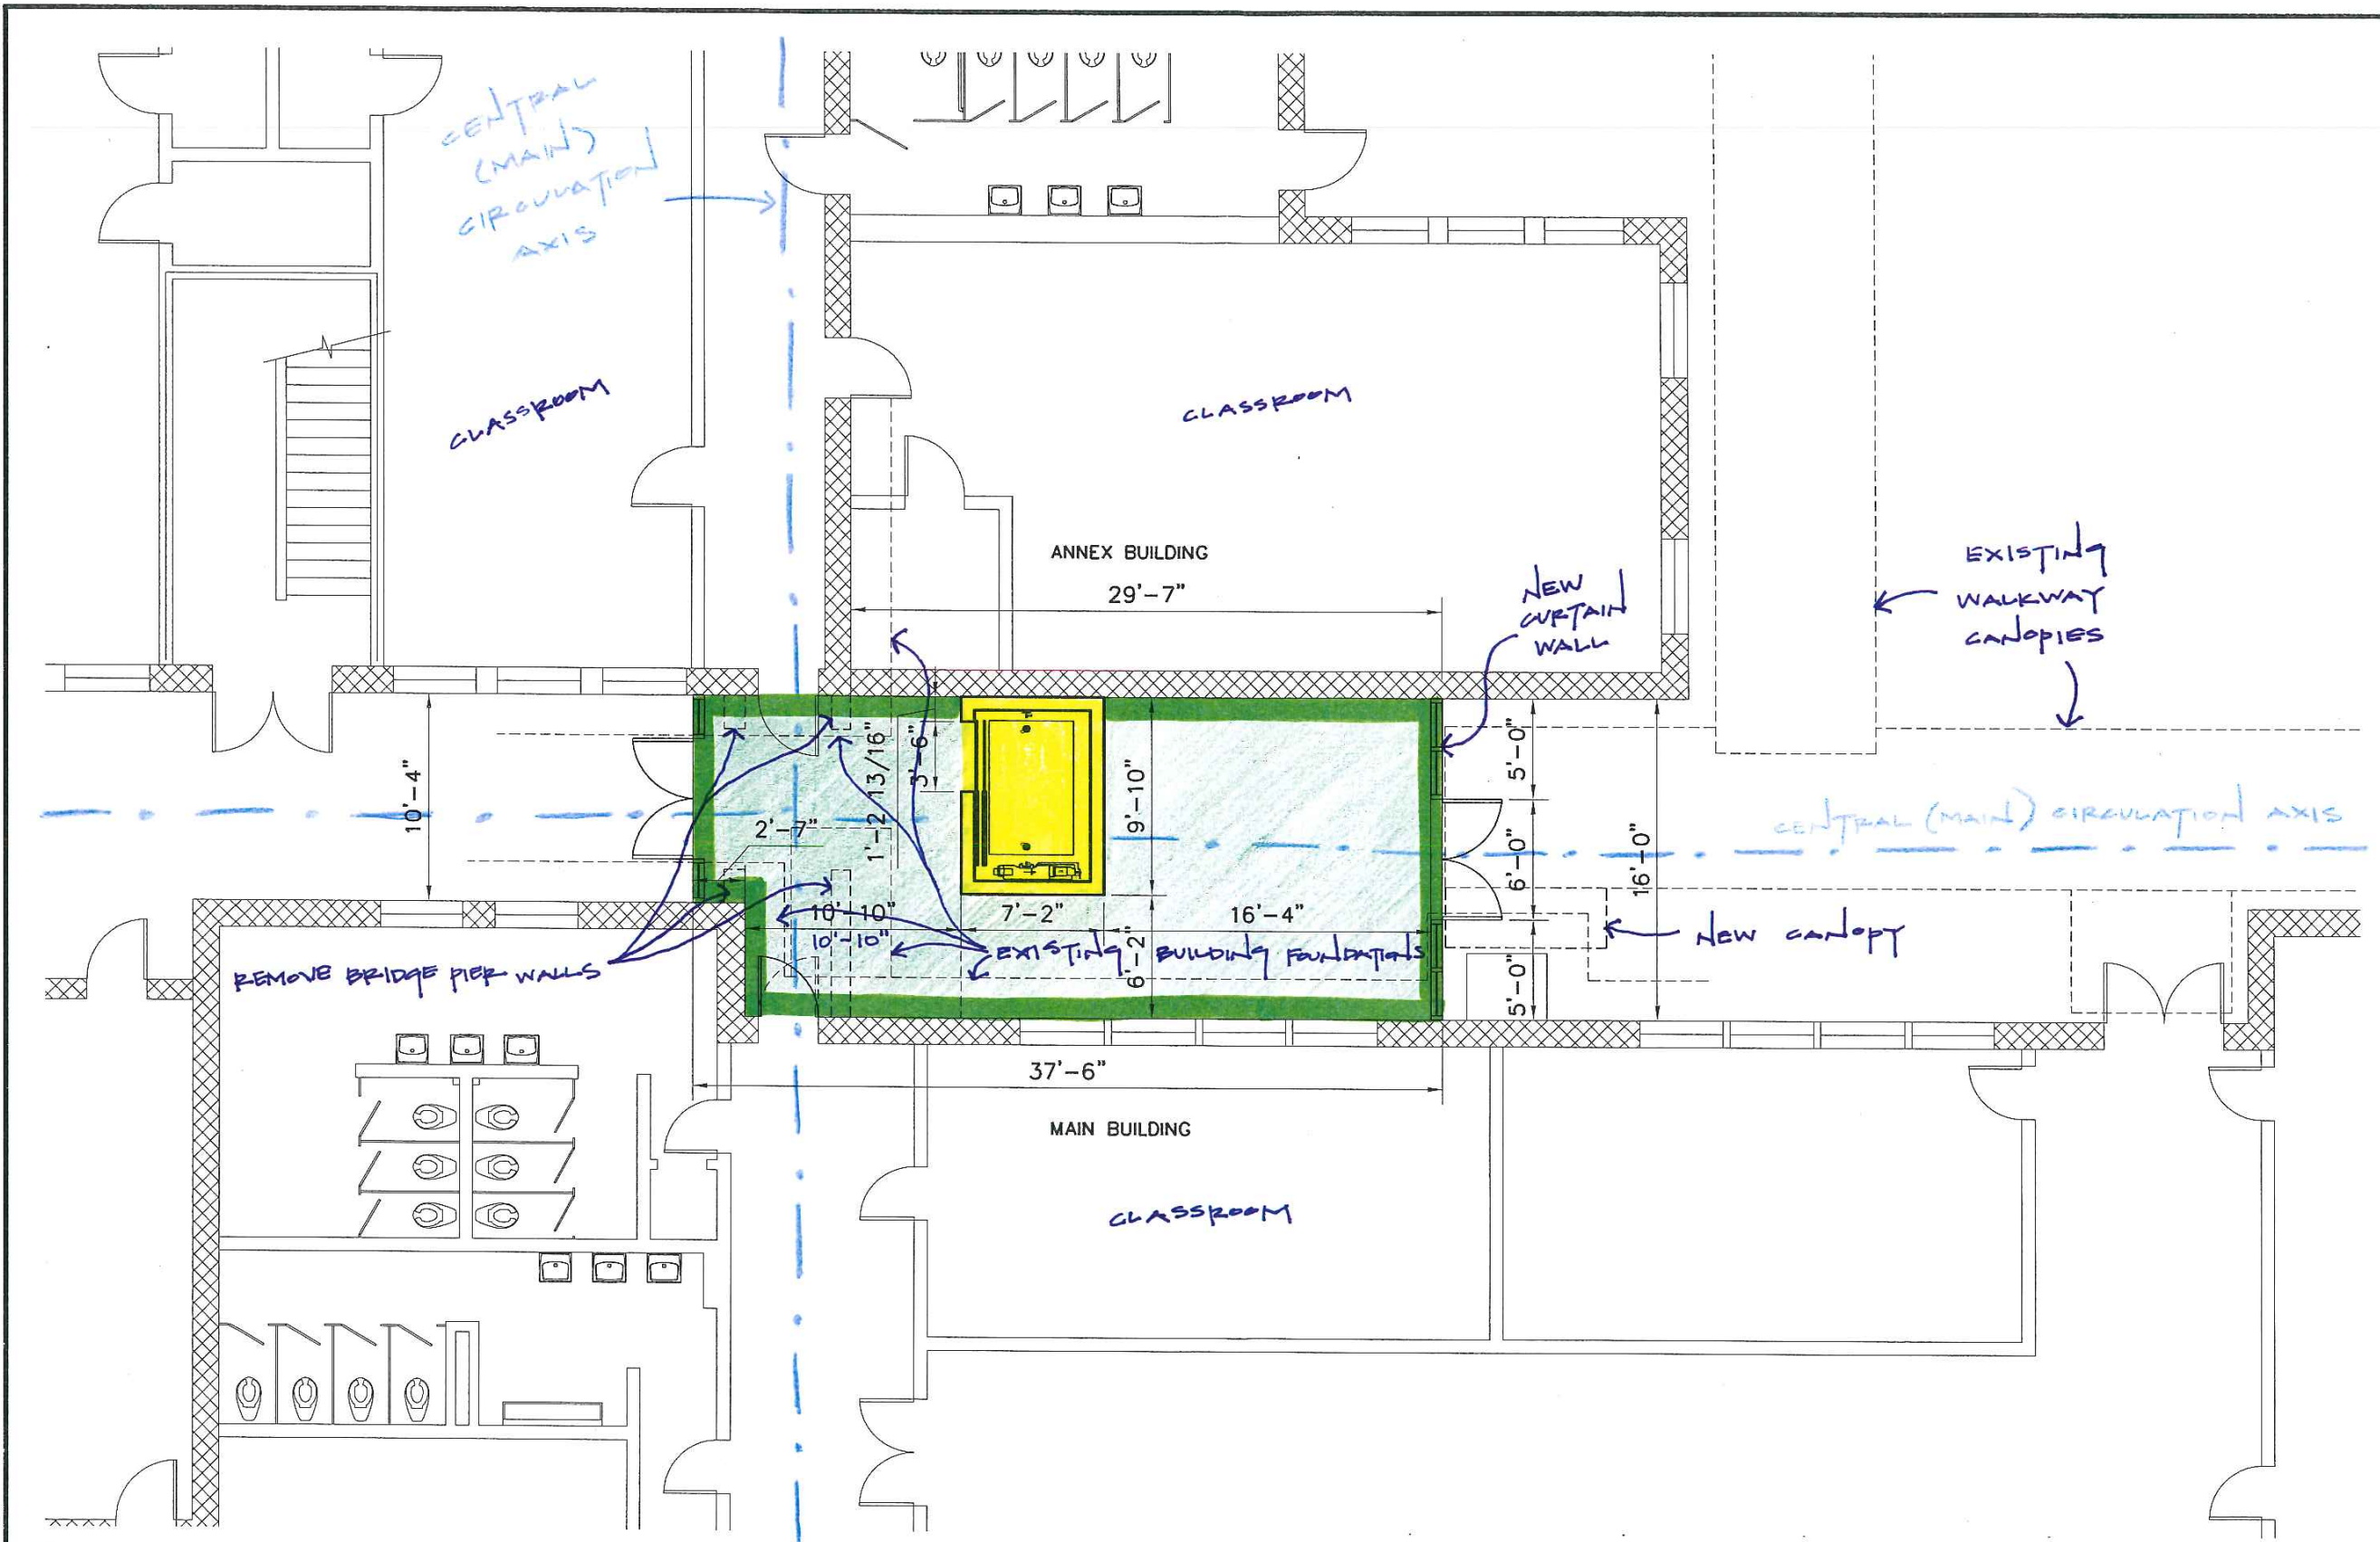 CENTRAL
(MAIN)
CIRCULATION
AXIS
CLASSROOM
CLASSROOM
ANNEX BUILDING
29'-7"
NEW
CURTAIN
WALL
EXISTING
WALKWAY
CANOPIES
10'-4"
2'-7"
1'-2 13/16"
3'-6"
9'-10"
5'-0"
6'-0"
5'-0"
16'-0"
CENTRAL (MAIN) CIRCULATION AXIS
10'-10"
7'-2"
16'-4"
10'-10"
6'-2"
EXISTING BUILDING FOUNDATIONS
NEW CANOPY
REMOVE BRIDGE PIER WALLS
37'-6"
MAIN BUILDING
CLASSROOM